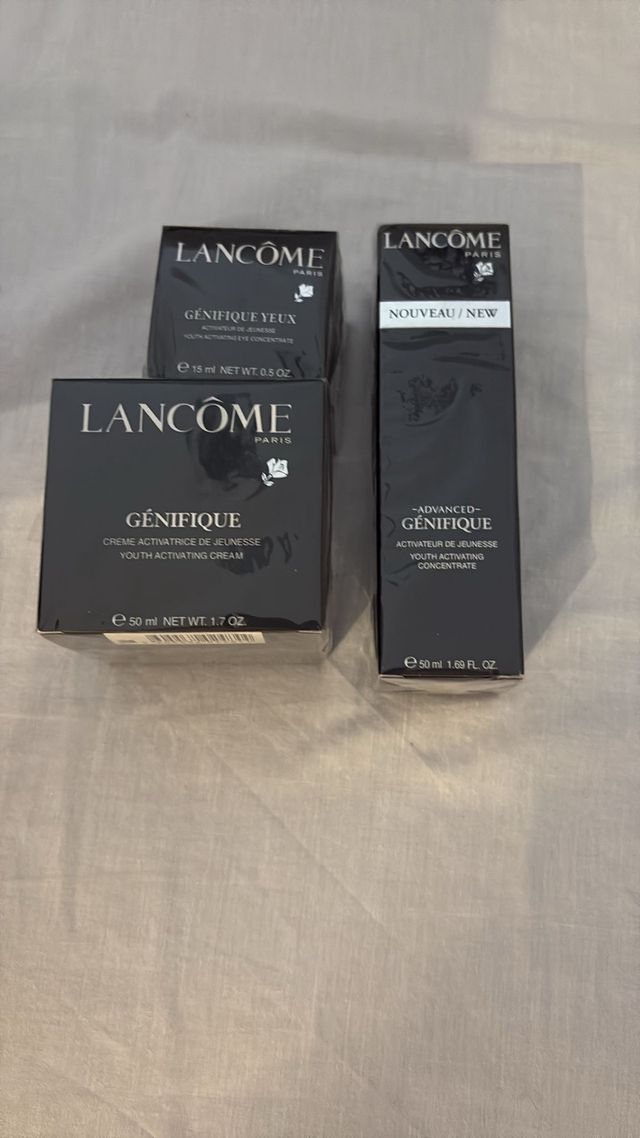 LANCÔME
PARIS
GÉNIFIQUE YEUX
ACTIVATEUR DE JEUNESSE
YOUTH ACTIVATING EYE CONCENTRATE
℮ 15 ml NET WT. 0.5 OZ.
LANCÔME
PARIS
GÉNIFIQUE
CRÈME ACTIVATRICE DE JEUNESSE
YOUTH ACTIVATING CREAM
℮ 50 ml NET WT. 1.7 OZ.
LANCÔME
PARIS
NOUVEAU / NEW
-ADVANCED-
GÉNIFIQUE
ACTIVATEUR DE JEUNESSE
YOUTH ACTIVATING
CONCENTRATE
℮ 50 ml 1.69 FL. OZ.